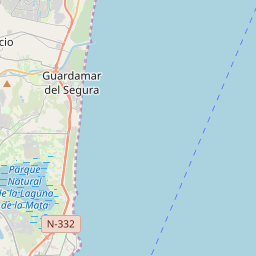 cio
Guardamar
del Segura
Parque
Natural
de la Laguna
de la Mata
N-332